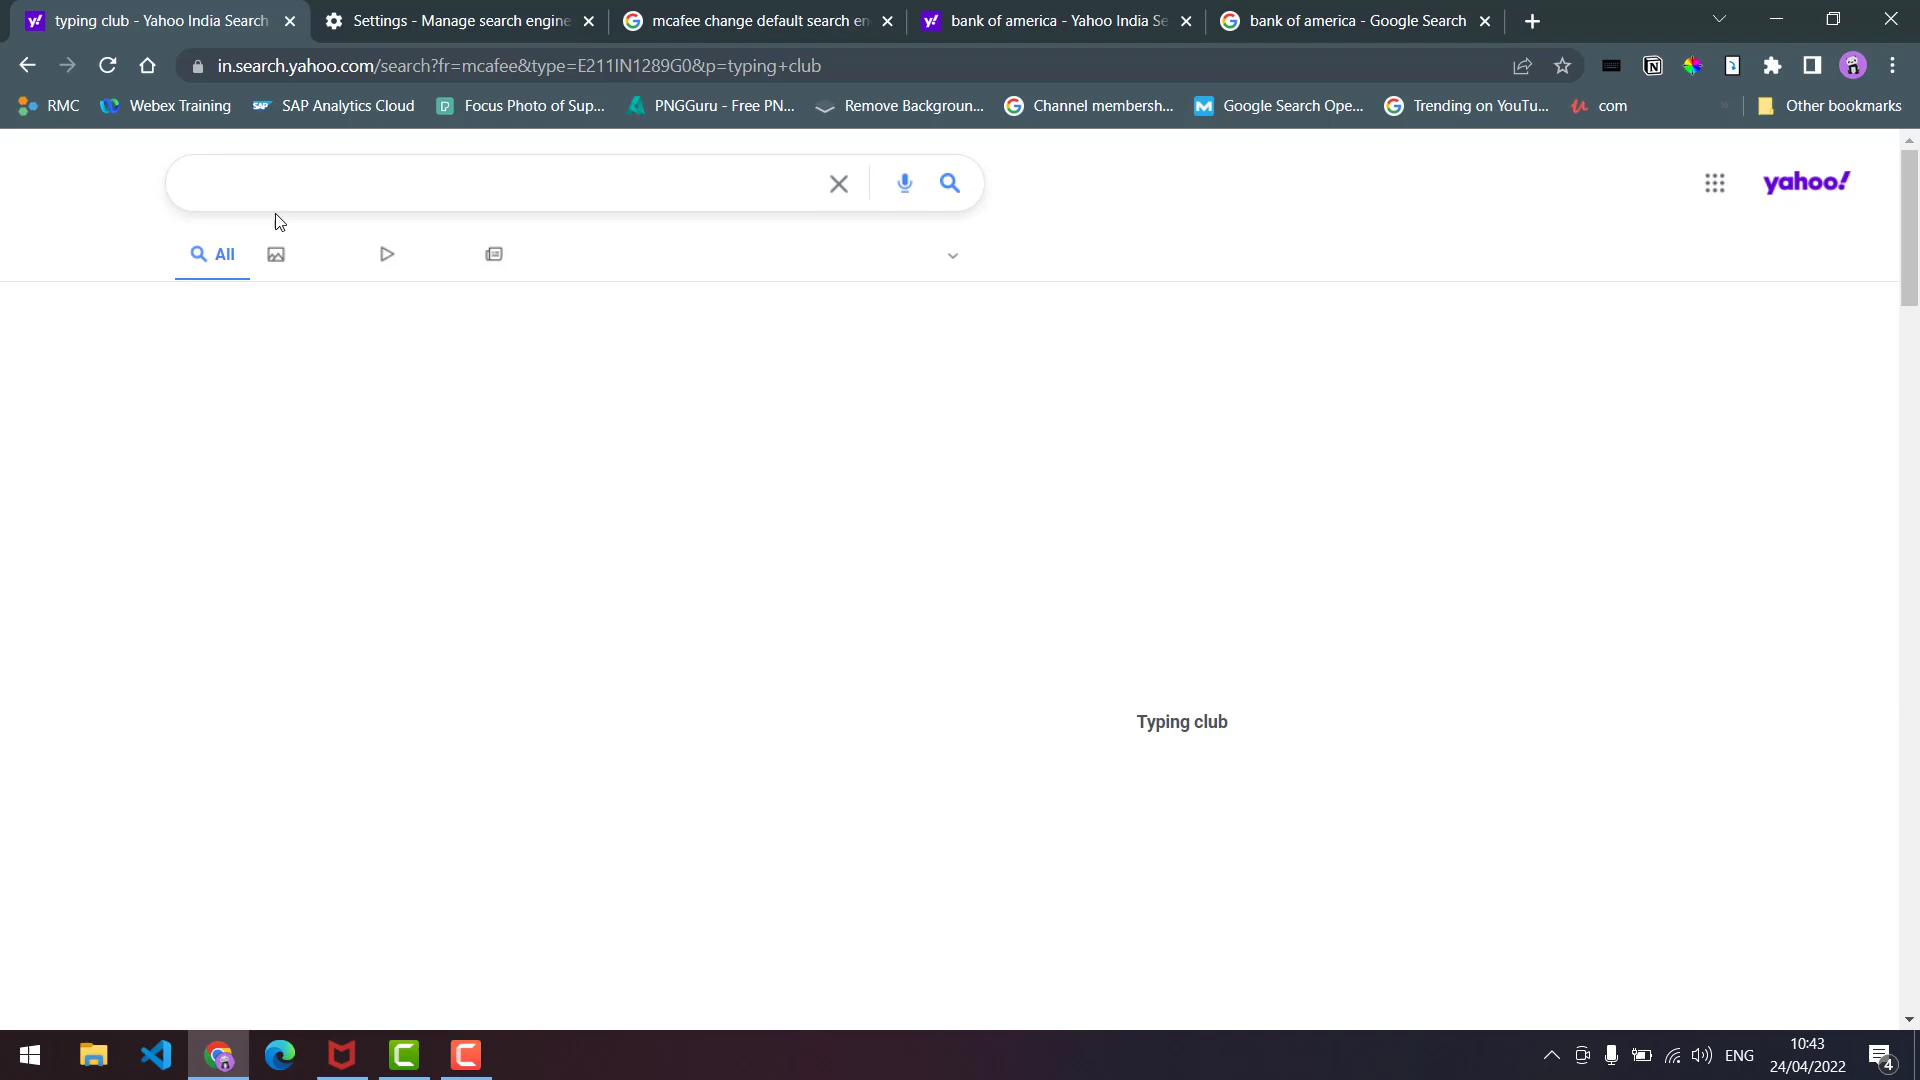 typing club - Yahoo India Search
Settings - Manage search engine
mcafee change default search en
bank of america - Yahoo India Se
bank of america - Google Search
in.search.yahoo.com/search?fr=mcafee&type=E211IN1289G0&p=typing+club
RMC
Webex Training
SAP Analytics Cloud
Focus Photo of Sup...
PNGGuru - Free PN...
Remove Backgroun...
Channel membersh...
Google Search Ope...
Trending on YouTu...
com
Other bookmarks
yahoo!
All
Typing club
ENG
10:43
24/04/2022
4